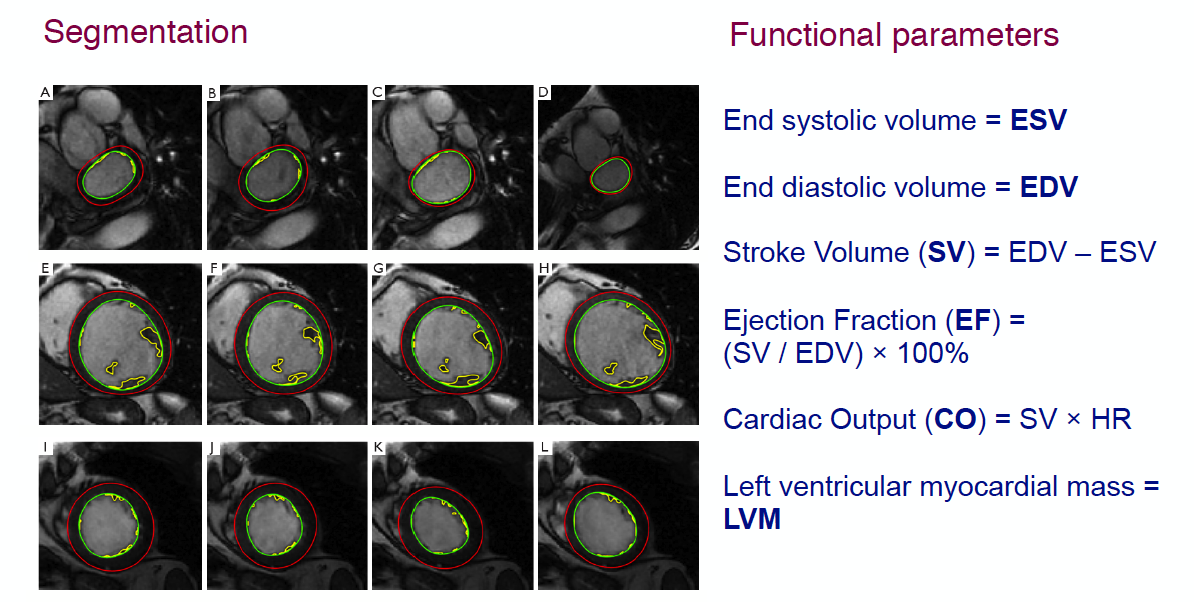 Segmentation
Functional parameters
A
B
C
D
E
F
G
H
I
J
K
L
End systolic volume = ESV
End diastolic volume = EDV
Stroke Volume (SV) = EDV – ESV
Ejection Fraction (EF) =
(SV / EDV) × 100%
Cardiac Output (CO) = SV × HR
Left ventricular myocardial mass =
LVM